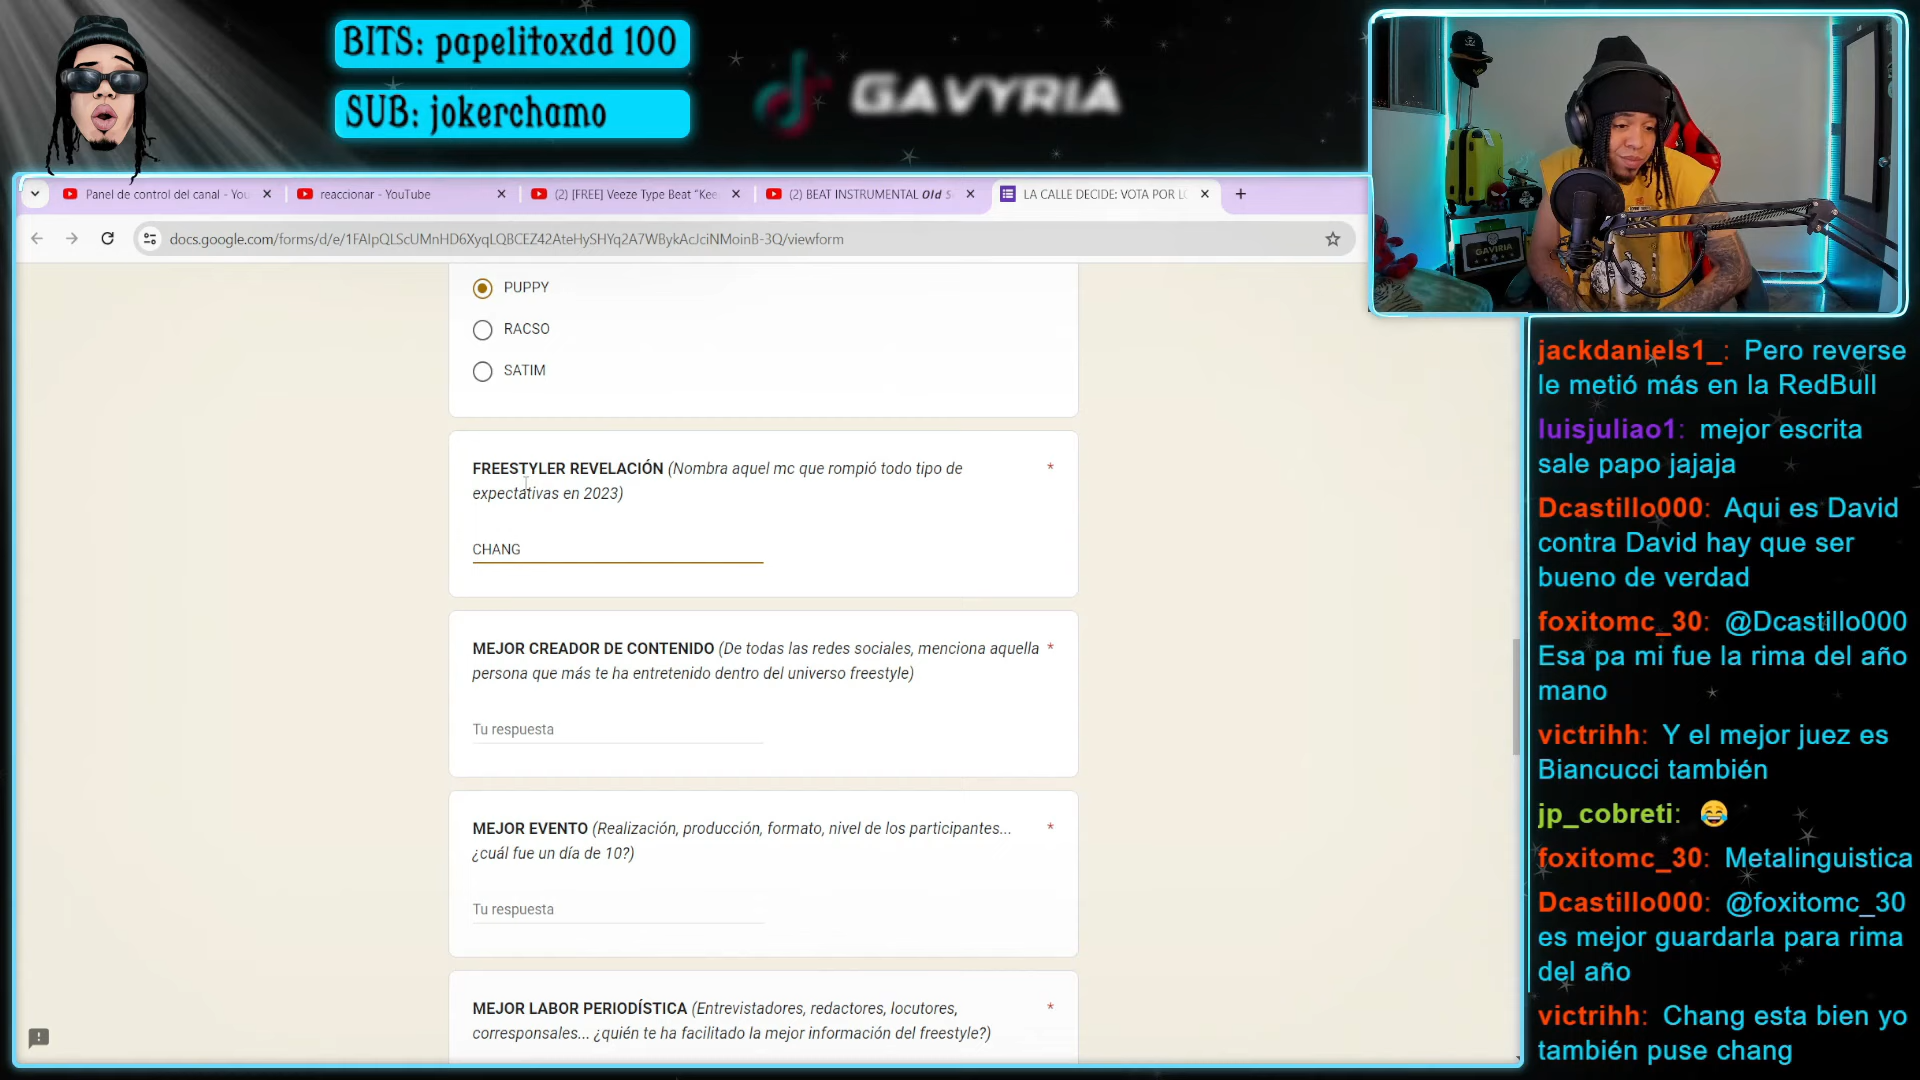 BITS: papelitoxdd 100
SUB: jokerchamo
GAVYRIA
Panel de control del canal - You
reaccionar - YouTube
(2) [FREE] Veeze Type Beat "Kee
(2) BEAT INSTRUMENTAL Old S
LA CALLE DECIDE: VOTA POR LO
docs.google.com/forms/d/e/1FAIpQLScUMnHD6XyqLQBCEZ42AteHySHYq2A7WBykAcJciNMoinB-3Q/viewform
PUPPY
RACSO
SATIM
FREESTYLER REVELACIÓN (Nombra aquel mc que rompió todo tipo de *
expectativas en 2023)
CHANG
MEJOR CREADOR DE CONTENIDO (De todas las redes sociales, menciona aquella *
persona que más te ha entretenido dentro del universo freestyle)
Tu respuesta
MEJOR EVENTO (Realización, producción, formato, nivel de los participantes... *
¿cuál fue un día de 10?)
Tu respuesta
MEJOR LABOR PERIODÍSTICA (Entrevistadores, redactores, locutores, *
corresponsales... ¿quién te ha facilitado la mejor información del freestyle?)
GAVIRIA
jackdaniels1_: Pero reverse
le metió más en la RedBull
luisjuliao1: mejor escrita
sale papo jajaja
Dcastillo000: Aqui es David
contra David hay que ser
bueno de verdad
foxitomc_30: @Dcastillo000
Esa pa mi fue la rima del año
mano
victrihh: Y el mejor juez es
Biancucci también
jp_cobreti: 😂
foxitomc_30: Metalinguistica
Dcastillo000: @foxitomc_30
es mejor guardarla para rima
del año
victrihh: Chang esta bien yo
también puse chang